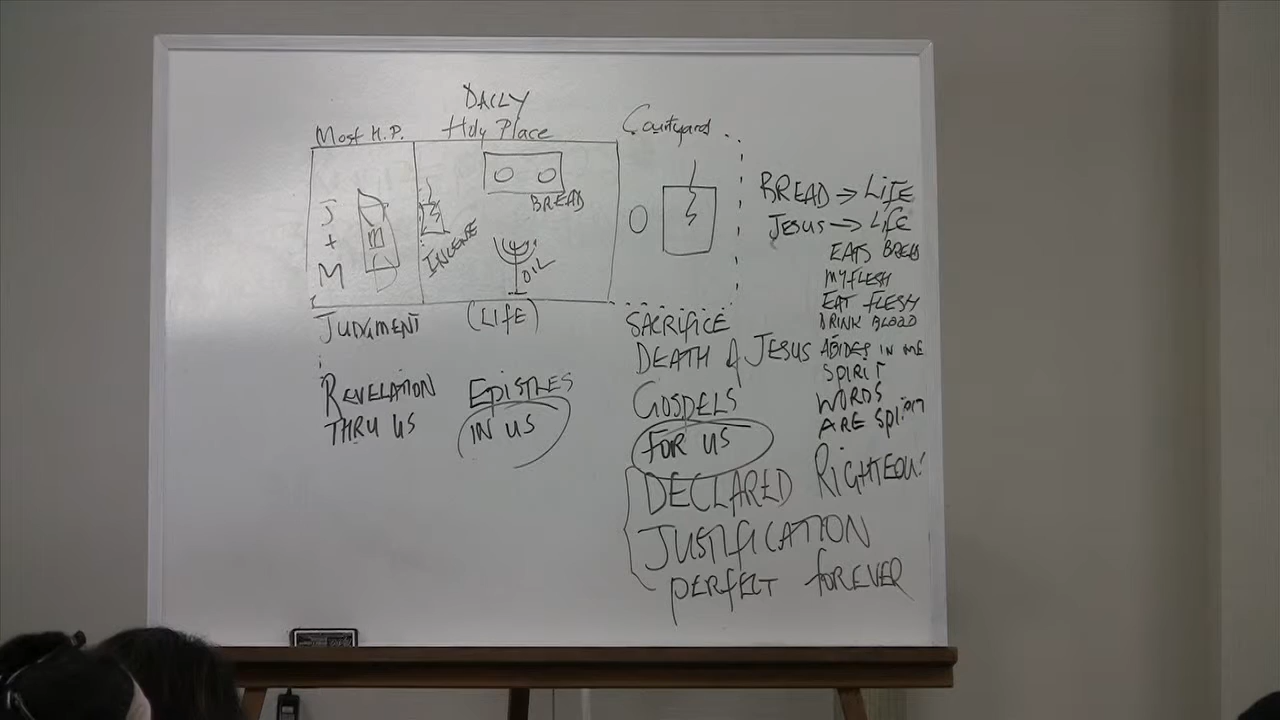 DAILY
Most H.P.
Holy Place
Courtyard
J
+
M
INCENSE
BREAD
OIL
JUDGMENT
(LIFE)
SACRIFICE
DEATH of JESUS
REVELATION
THRU US
EPISTLES
IN US
GOSPELS
FOR US
DECLARED RIGHTEOUS
JUSTIFICATION
PERFECT FOREVER
BREAD => LIFE
JESUS -> LIFE
EATS BREAD
MY FLESH
EAT FLESH
DRINK BLOOD
ABIDES IN ME
SPIRIT
WORDS
ARE SPIRIT